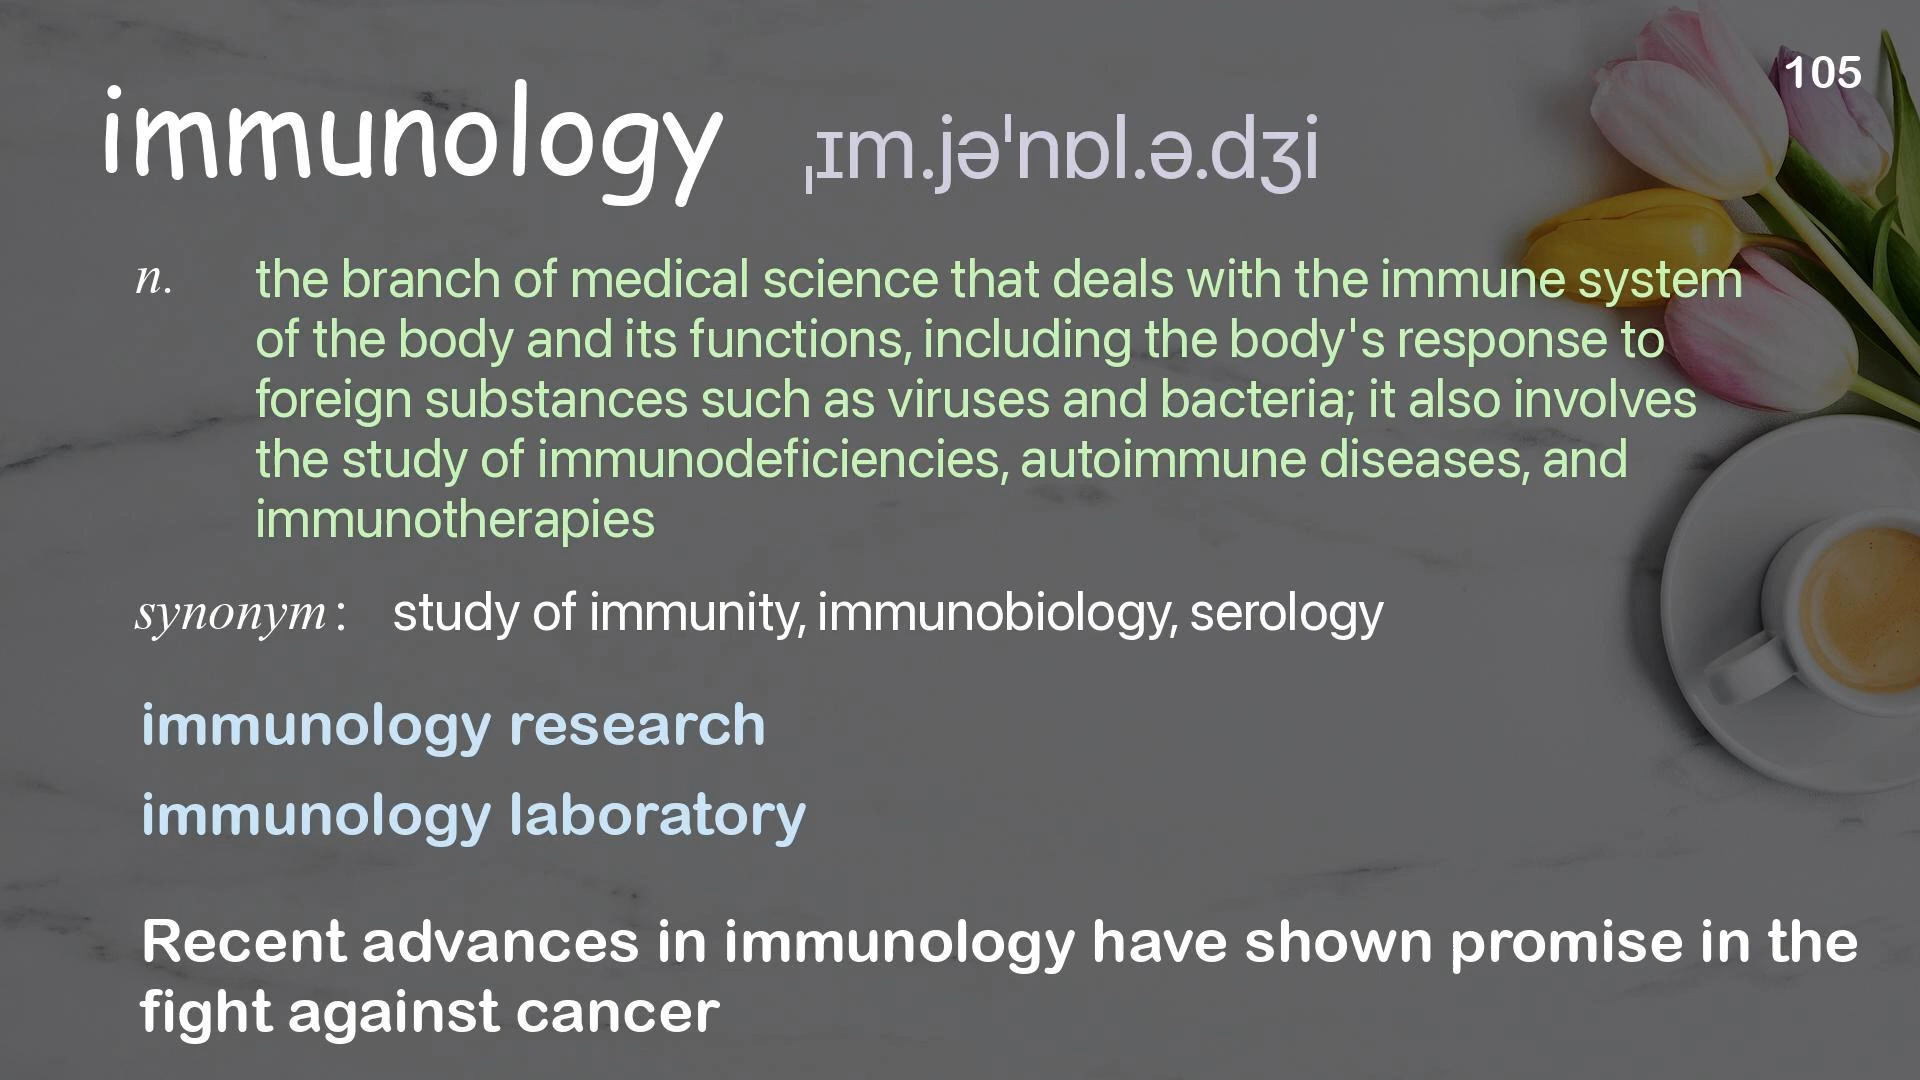 105
immunology ˌɪm.jəˈnɒl.ə.dʒi
n. the branch of medical science that deals with the immune system
of the body and its functions, including the body's response to
foreign substances such as viruses and bacteria; it also involves
the study of immunodeficiencies, autoimmune diseases, and
immunotherapies
synonym: study of immunity, immunobiology, serology
immunology research
immunology laboratory
Recent advances in immunology have shown promise in the
fight against cancer